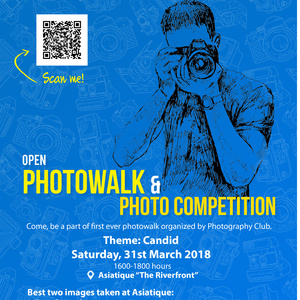 Scan me!
OPEN
PHOTOWALK &
PHOTO COMPETITION
Come, be a part of first ever photowalk organized by Photography Club.
Theme: Candid
Saturday, 31st March 2018
1600-1800 hours
Asiatique "The Riverfront"
Best two images taken at Asiatique: